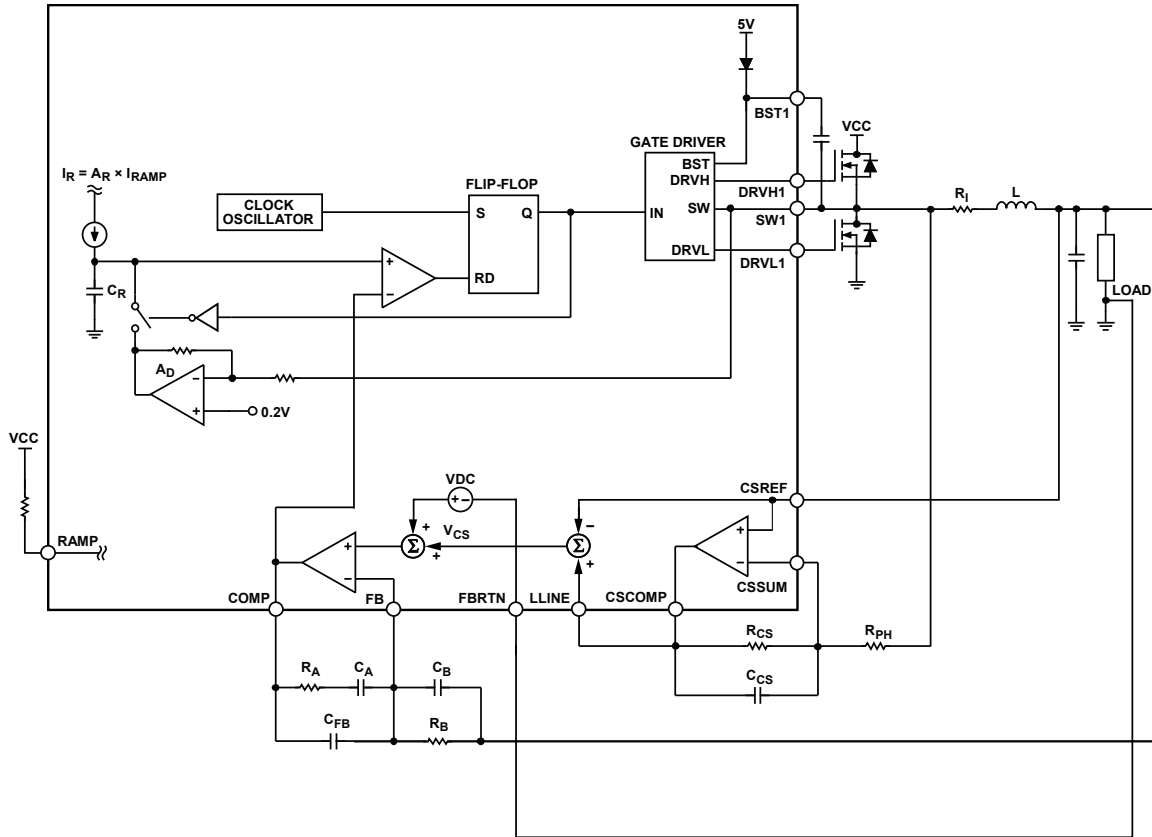 5V
BST1
VCC
GATE DRIVER
I_R = A_R × I_RAMP
FLIP-FLOP
BST
DRVH
DRVH1
CLOCK
OSCILLATOR
S
Q
IN
SW
SW1
R_I
L
DRVL
DRVL1
+
–
RD
C_R
LOAD
A_D
–
+
0.2V
VCC
VDC
+ –
CSREF
+
V_CS
–
Σ
+
Σ
+
+
–
+
–
RAMP
CSSUM
COMP
FB
FBRTN
LLINE
CSCOMP
R_CS
R_PH
R_A
C_A
C_B
C_CS
C_FB
R_B